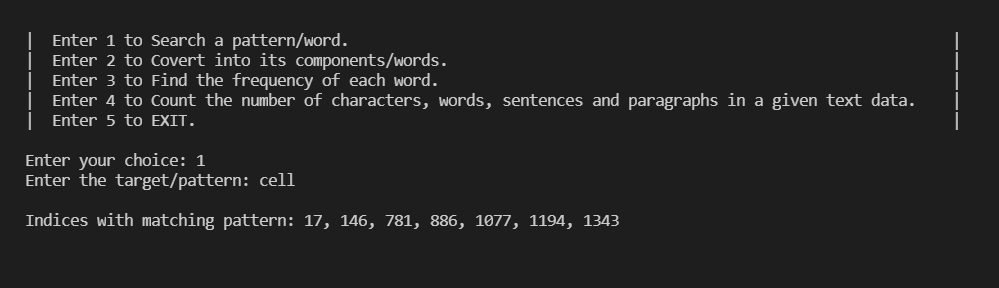 |  Enter 1 to Search a pattern/word.                                                                   |
|  Enter 2 to Covert into its components/words.                                                        |
|  Enter 3 to Find the frequency of each word.                                                         |
|  Enter 4 to Count the number of characters, words, sentences and paragraphs in a given text data.    |
|  Enter 5 to EXIT.                                                                                    |
Enter your choice: 1
Enter the target/pattern: cell
Indices with matching pattern: 17, 146, 781, 886, 1077, 1194, 1343